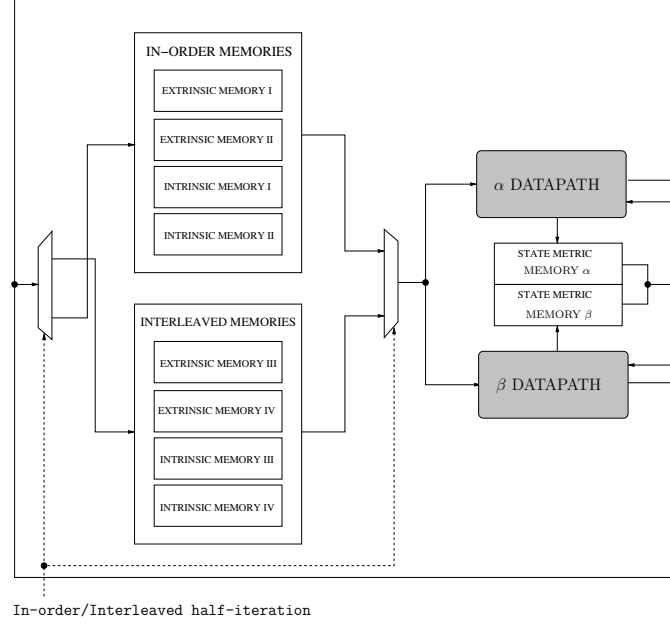 IN-ORDER MEMORIES
EXTRINSIC MEMORY I
EXTRINSIC MEMORY II
INTRINSIC MEMORY I
INTRINSIC MEMORY II
INTERLEAVED MEMORIES
EXTRINSIC MEMORY III
EXTRINSIC MEMORY IV
INTRINSIC MEMORY III
INTRINSIC MEMORY IV
α DATAPATH
STATE METRIC
MEMORY α
STATE METRIC
MEMORY β
β DATAPATH
In-order/Interleaved half-iteration